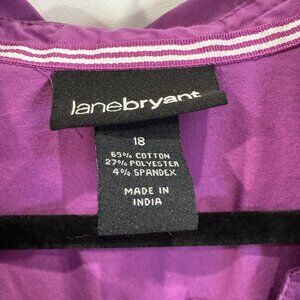 lanebryant
18
69% COTTON
27% POLYESTER
4% SPANDEX
MADE IN
INDIA